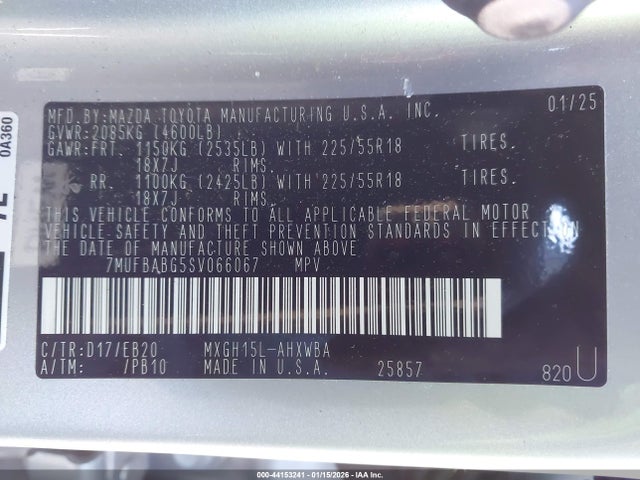 MFD.BY:MAZDA TOYOTA MANUFACTURING U.S.A. INC. 01/25
GVWR:2085KG (4600LB)
GAWR:FRT. 1150KG (2535LB) WITH 225/55R18 TIRES.
18X7J RIMS.
RR. 1100KG (2425LB) WITH 225/55R18 TIRES.
18X7J RIMS.
THIS VEHICLE CONFORMS TO ALL APPLICABLE FEDERAL MOTOR
VEHICLE-SAFETY AND THEFT PREVENTION STANDARDS IN EFFECT ON
THE DATE OF MANUFACTURE SHOWN ABOVE.
7MUFBABG5SV066067 MPV
C/TR:D17/EB20 MXGH15L-AHXWBA
A/TM: /PB10 MADE IN U.S.A. 25857 820U
0A360
000-44153241 - 01/15/2026 - IAA Inc.